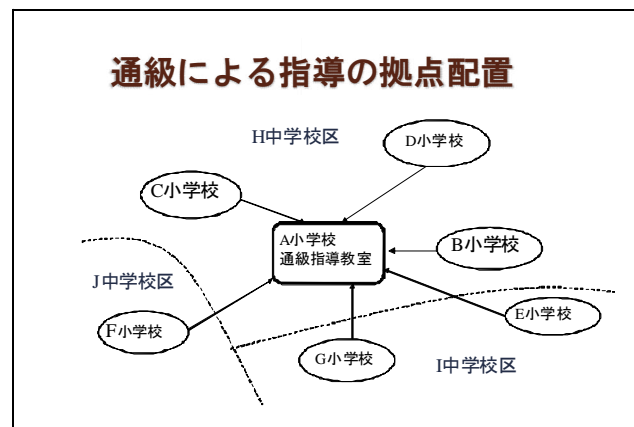 通級による指導の拠点配置
H中学校区
D小学校
C小学校
A小学校
通級指導教室
B小学校
J中学校区
F小学校
E小学校
G小学校
I中学校区